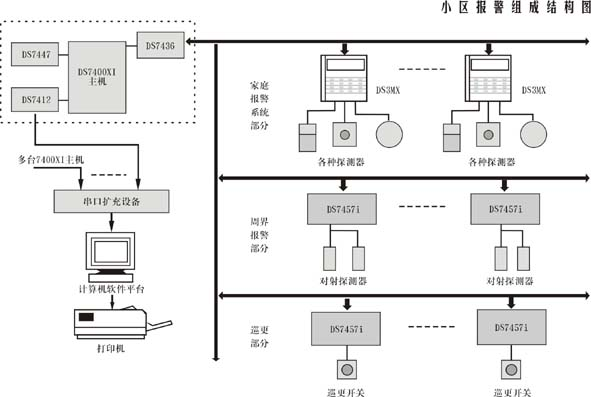 小区报警组成结构图
DS7436
DS7447
DS7400XI
主机
DS7412
多台7400XI主机
串口扩充设备
计算机软件平台
打印机
家庭
报警
系统
部分
DS3MX
DS3MX
各种探测器
各种探测器
周界
报警
部分
DS7457i
DS7457i
对射探测器
对射探测器
巡更
部分
DS7457i
DS7457i
巡更开关
巡更开关